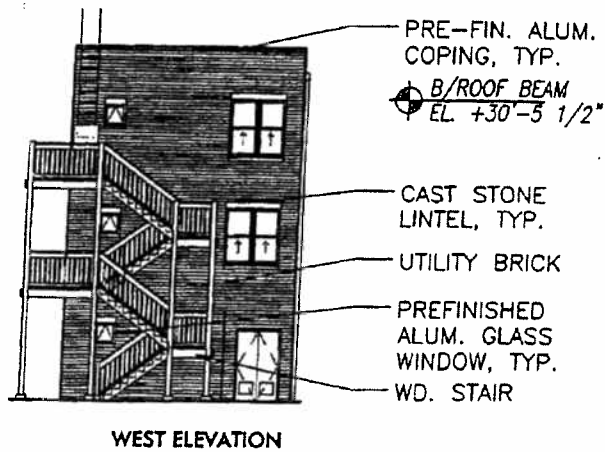 PRE-FIN. ALUM.
COPING, TYP.
B/ROOF BEAM
EL +30'-5 1/2"
CAST STONE
LINTEL, TYP.
UTILITY BRICK
PREFINISHED
ALUM. GLASS
WINDOW, TYP.
WD. STAIR
WEST ELEVATION